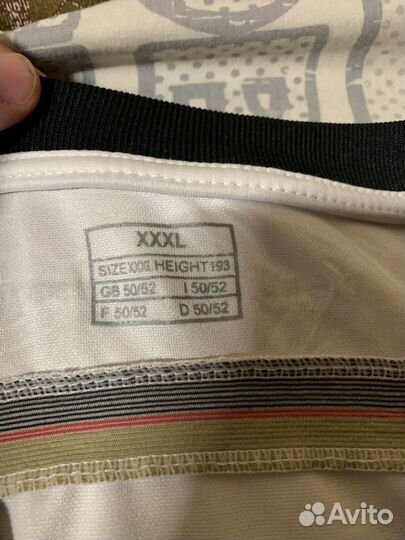 XXXL
SIZE XXXL HEIGHT 193
GB 50/52 I 50/52
F 50/52 D 50/52
Avito